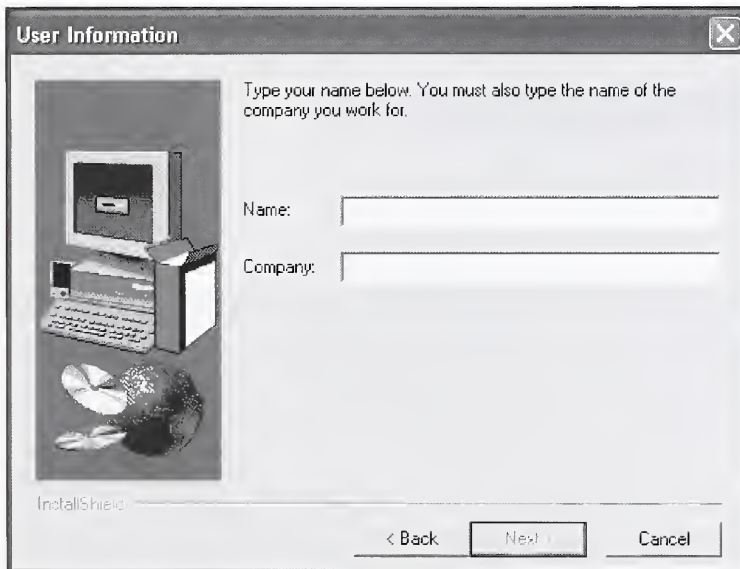 User Information
Type your name below. You must also type the name of the
company you work for.
Name:
Company:
InstallShield
< Back
Next >
Cancel